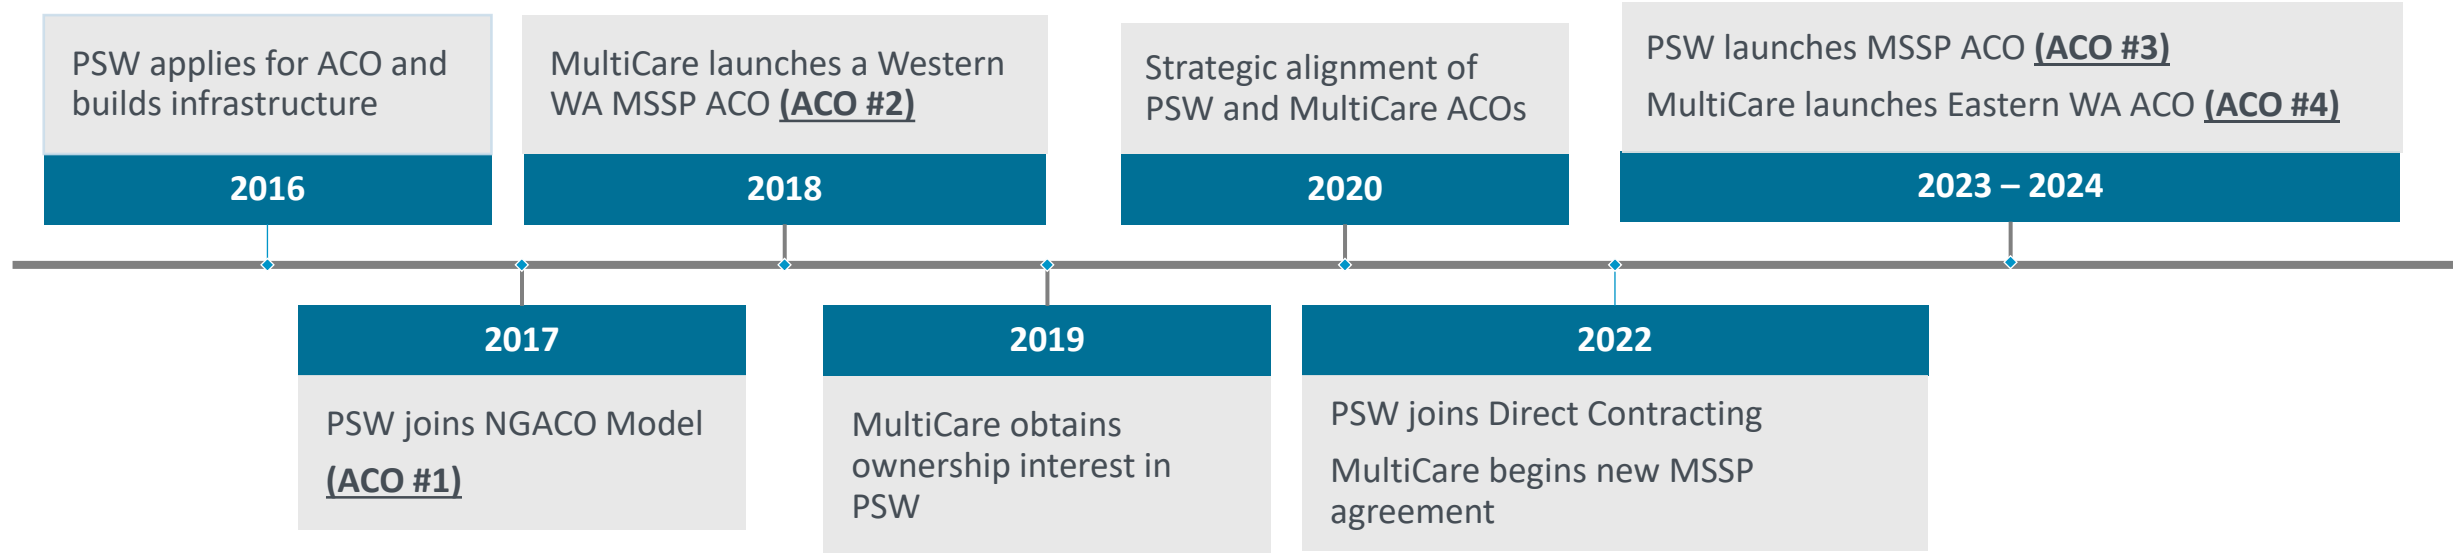 PSW applies for ACO and
builds infrastructure
2016
PSW joins NGACO Model
(ACO #1)
2017
MultiCare launches a Western
WA MSSP ACO (ACO #2)
2018
2019
MultiCare obtains
ownership interest in
PSW
Strategic alignment of
PSW and MultiCare ACOs
2020
2022
PSW joins Direct Contracting
MultiCare begins new MSSP
agreement
PSW launches MSSP ACO (ACO #3)
MultiCare launches Eastern WA ACO (ACO #4)
2023 – 2024